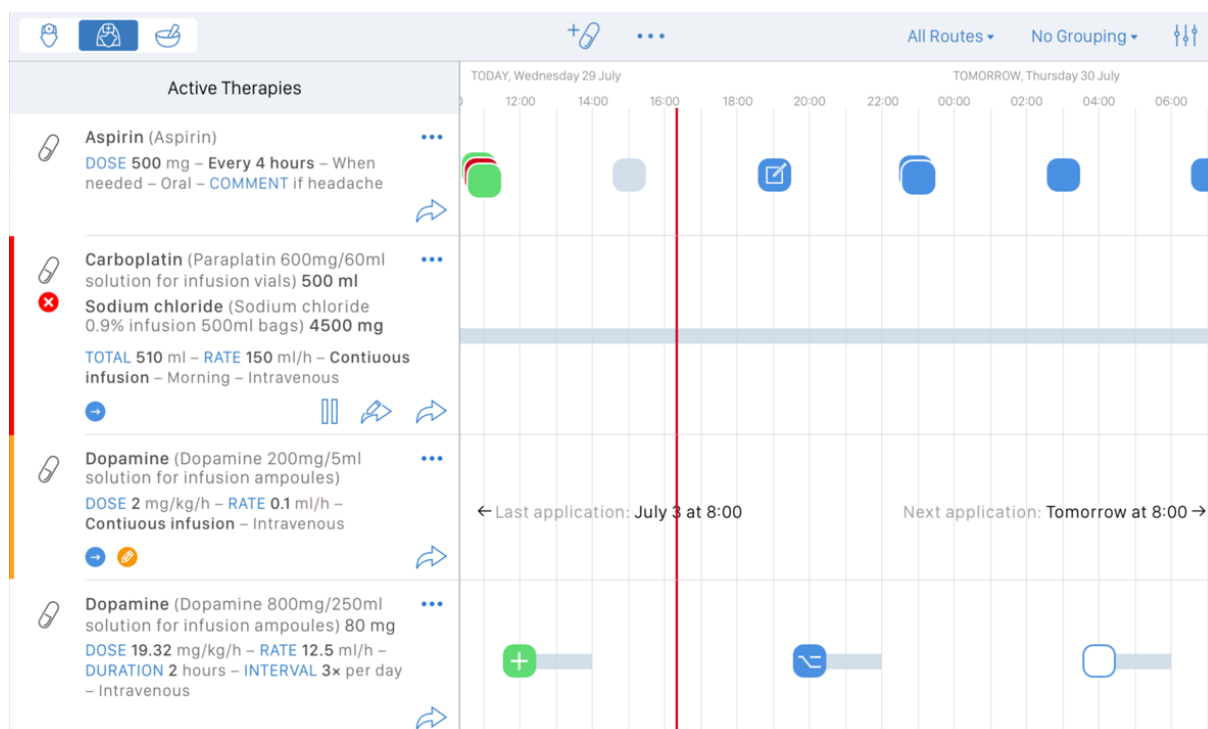 All Routes
No Grouping
Active Therapies
TODAY, Wednesday 29 July
TOMORROW, Thursday 30 July
12:00 14:00 16:00 18:00 20:00 22:00 00:00 02:00 04:00 06:00
Aspirin (Aspirin)
DOSE 500 mg – Every 4 hours – When
needed – Oral – COMMENT if headache
Carboplatin (Paraplatin 600mg/60ml
solution for infusion vials) 500 ml
Sodium chloride (Sodium chloride
0.9% infusion 500ml bags) 4500 mg
TOTAL 510 ml – RATE 150 ml/h – Contiuous
infusion – Morning – Intravenous
Dopamine (Dopamine 200mg/5ml
solution for infusion ampoules)
DOSE 2 mg/kg/h – RATE 0.1 ml/h –
Contiuous infusion – Intravenous
Last application: July 3 at 8:00
Next application: Tomorrow at 8:00
Dopamine (Dopamine 800mg/250ml
solution for infusion ampoules) 80 mg
DOSE 19.32 mg/kg/h – RATE 12.5 ml/h –
DURATION 2 hours – INTERVAL 3× per day
– Intravenous